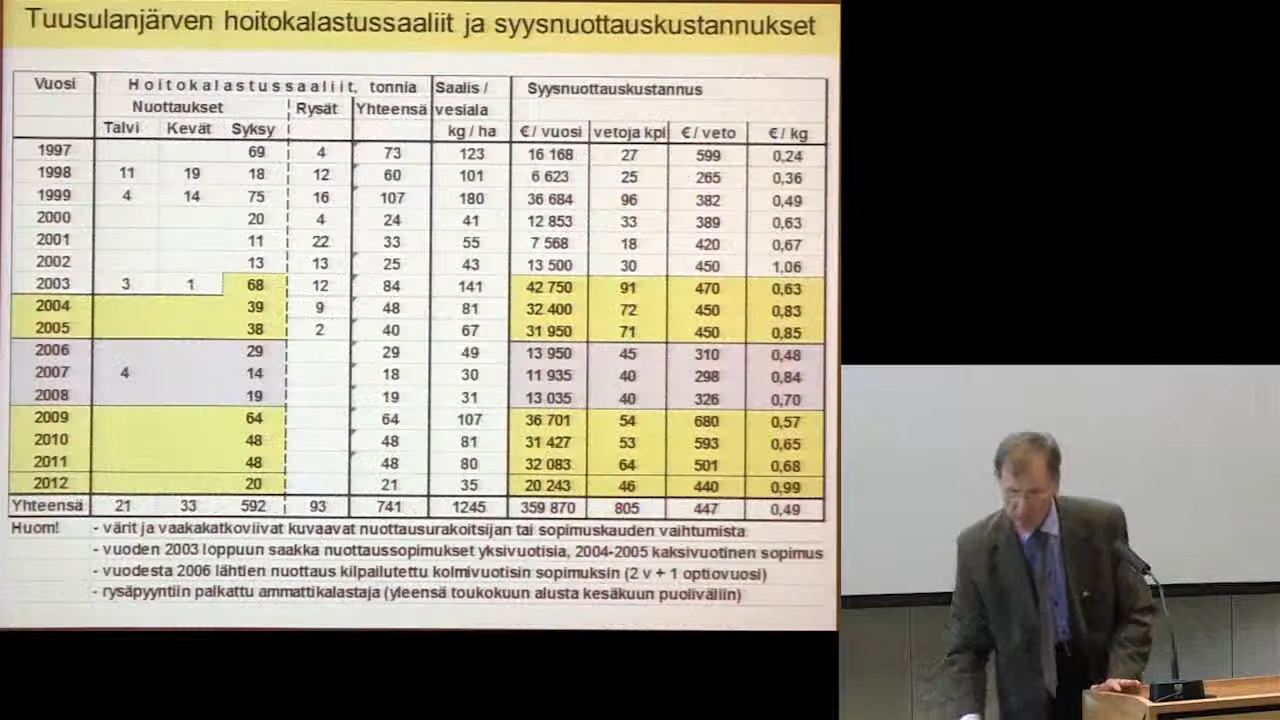 Tuusulanjärven hoitokalastussaaliit ja syysnuottauskustannukset
Vuosi Hoitokalastussaaliit, tonnia Saalis / Syysnuottauskustannus
Nuottaukset Rysät Yhteensä vesiala
Talvi Kevät Syksy kg / ha € / vuosi vetoja kpl € / veto € / kg
1997 69 4 73 123 16 168 27 599 0,24
1998 11 19 18 12 60 101 6 623 25 265 0,36
1999 4 14 75 16 107 180 36 684 96 382 0,49
2000 20 4 24 41 12 853 33 389 0,63
2001 11 22 33 55 7 568 18 420 0,67
2002 13 13 25 43 13 500 30 450 1,06
2003 3 1 68 12 84 141 42 750 91 470 0,63
2004 39 9 48 81 32 400 72 450 0,83
2005 38 2 40 67 31 950 71 450 0,85
2006 29 29 49 13 950 45 310 0,48
2007 4 14 18 30 11 935 40 298 0,84
2008 19 19 31 13 035 40 326 0,70
2009 64 64 107 36 701 54 680 0,57
2010 48 48 81 31 427 53 593 0,65
2011 48 48 80 32 083 64 501 0,68
2012 20 21 35 20 243 46 440 0,99
Yhteensä 21 33 592 93 741 1245 359 870 805 447 0,49
Huom! - värit ja vaakakatkoviivat kuvaavat nuottausurakoitsijan tai sopimuskauden vaihtumista
- vuoden 2003 loppuun saakka nuottaussopimukset yksivuotisia, 2004-2005 kaksivuotinen sopimus
- vuodesta 2006 lähtien nuottaus kilpailutettu kolmivuotisin sopimuksin (2 v + 1 optiovuosi)
- rysäpyyntiin palkattu ammattikalastaja (yleensä toukokuun alusta kesäkuun puoliväliin)